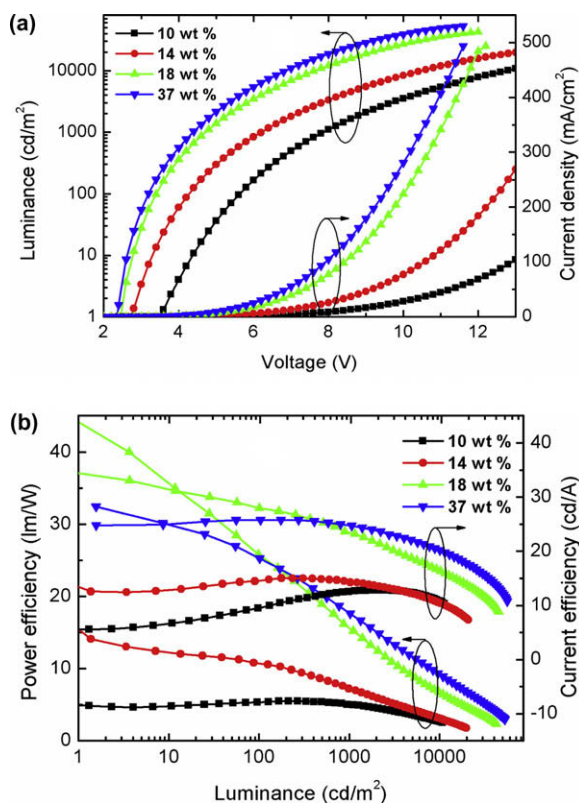 (a)
10 wt %
14 wt %
18 wt %
37 wt %
Luminance (cd/m²)
10000
1000
100
10
1
Current density (mA/cm²)
500
400
300
200
100
0
2 4 6 8 10 12
Voltage (V)
(b)
10 wt %
14 wt %
18 wt %
37 wt %
Power efficiency (lm/W)
40
30
20
10
0
Current efficiency (cd/A)
40
30
20
10
0
-10
1 10 100 1000 10000
Luminance (cd/m²)